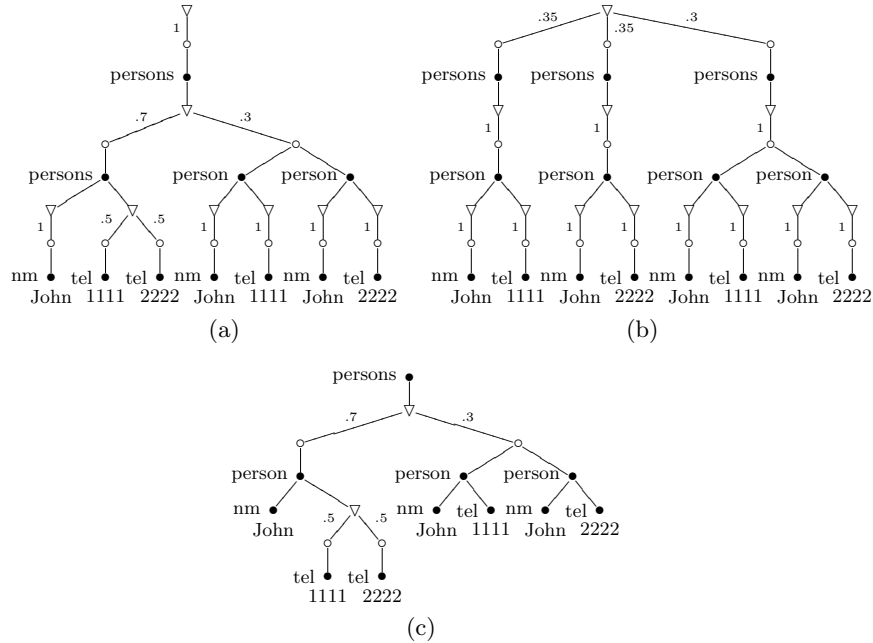 1
persons
.7 .3
persons person person
1 .5 .5 1 1 1 1
nm tel tel nm tel nm tel
John 1111 2222 John 1111 John 2222
(a)
.35 .35 .3
persons persons persons
1 1 1
person person person person
1 1 1 1 1 1 1 1
nm tel nm tel nm tel nm tel
John 1111 John 2222 John 1111 John 2222
(b)
persons
.7 .3
person person person
nm nm tel nm tel
John .5 .5 John 1111 John 2222
tel tel
1111 2222
(c)